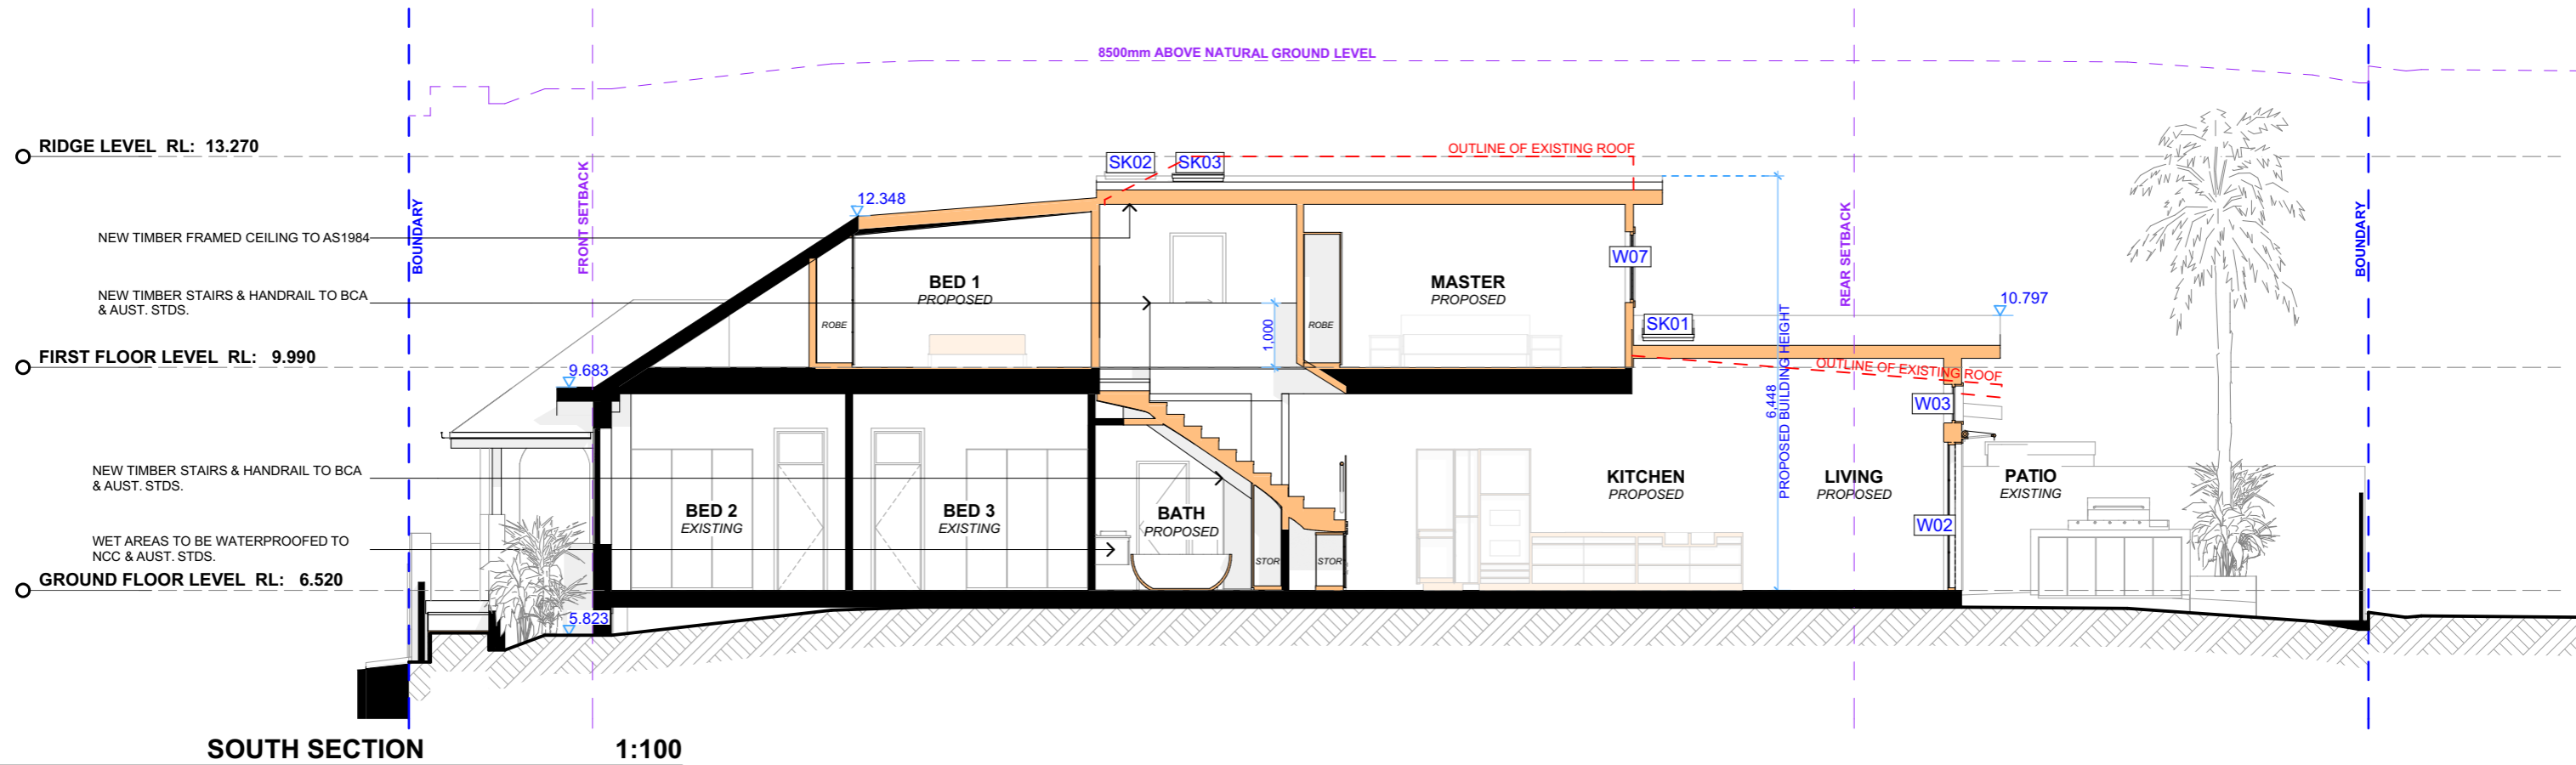 8500mm ABOVE NATURAL GROUND LEVEL
RIDGE LEVEL RL: 13.270
SK02
SK03
OUTLINE OF EXISTING ROOF
BOUNDARY
FRONT SETBACK
12.348
REAR SETBACK
BOUNDARY
NEW TIMBER FRAMED CEILING TO AS1984
W07
BED 1
PROPOSED
MASTER
PROPOSED
NEW TIMBER STAIRS & HANDRAIL TO BCA
& AUST. STDS.
ROBE
1,000
ROBE
SK01
10.797
FIRST FLOOR LEVEL RL: 9.990
9.683
OUTLINE OF EXISTING ROOF
6,448
PROPOSED BUILDING HEIGHT
W03
NEW TIMBER STAIRS & HANDRAIL TO BCA
& AUST. STDS.
KITCHEN
PROPOSED
LIVING
PROPOSED
PATIO
EXISTING
BED 2
EXISTING
BED 3
EXISTING
BATH
PROPOSED
W02
WET AREAS TO BE WATERPROOFED TO
NCC & AUST. STDS.
STOR
STOR
GROUND FLOOR LEVEL RL: 6.520
5.823
SOUTH SECTION 1:100